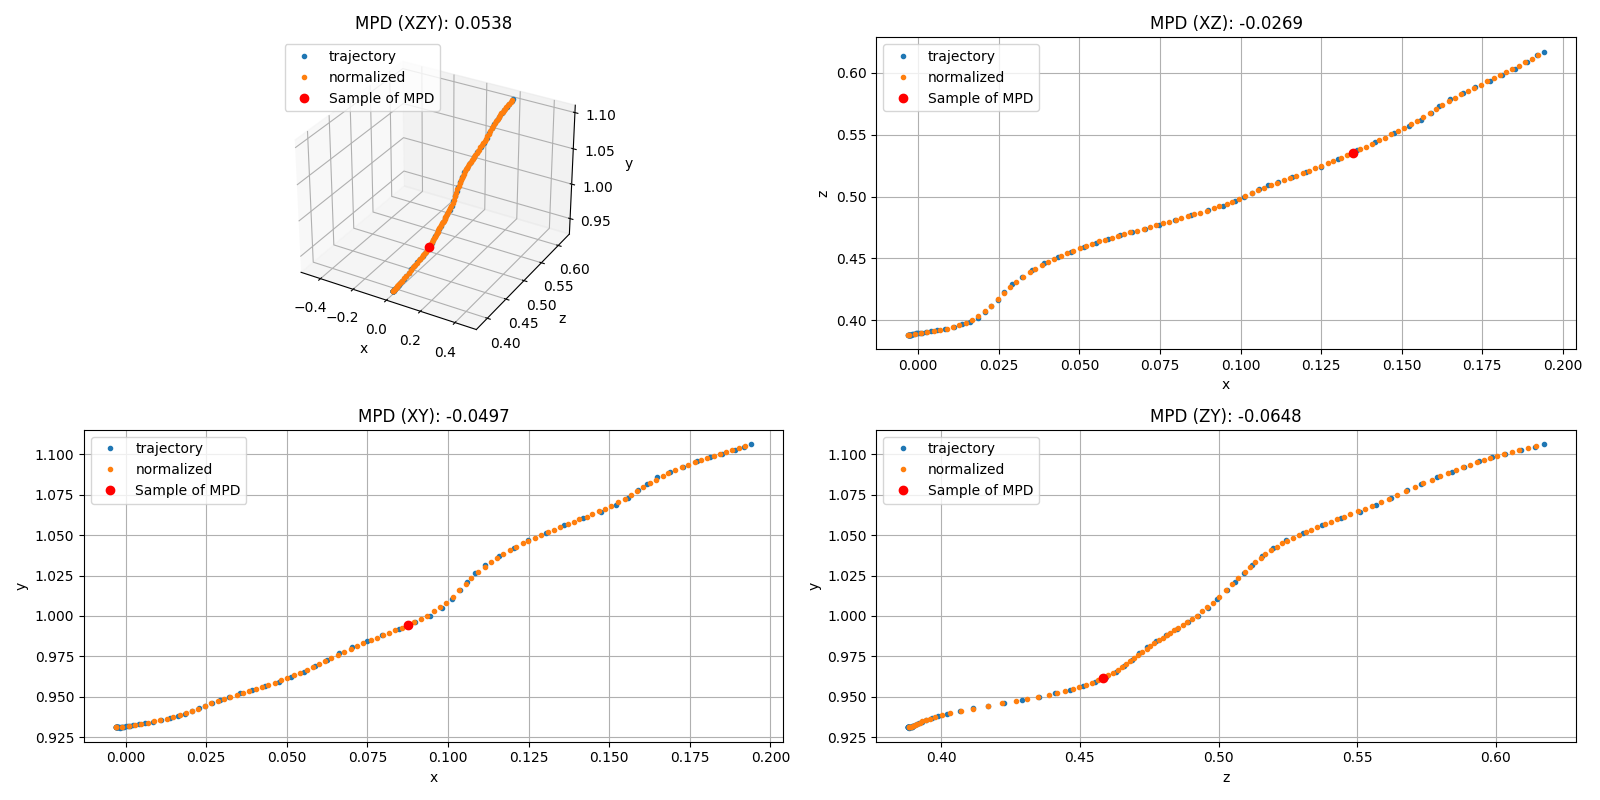 MPD (XZY): 0.0538
trajectory
normalized
Sample of MPD
1.10
1.05
1.00
0.95
y
−0.4
−0.2
0.0
0.2
0.4
x
0.40
0.45
0.50
0.55
0.60
z
MPD (XZ): -0.0269
trajectory
normalized
Sample of MPD
0.60
0.55
0.50
0.45
0.40
z
0.000 0.025 0.050 0.075 0.100 0.125 0.150 0.175 0.200
x
MPD (XY): -0.0497
trajectory
normalized
Sample of MPD
1.100
1.075
1.050
1.025
1.000
0.975
0.950
0.925
y
0.000 0.025 0.050 0.075 0.100 0.125 0.150 0.175 0.200
x
MPD (ZY): -0.0648
trajectory
normalized
Sample of MPD
1.100
1.075
1.050
1.025
1.000
0.975
0.950
0.925
y
0.40 0.45 0.50 0.55 0.60
z